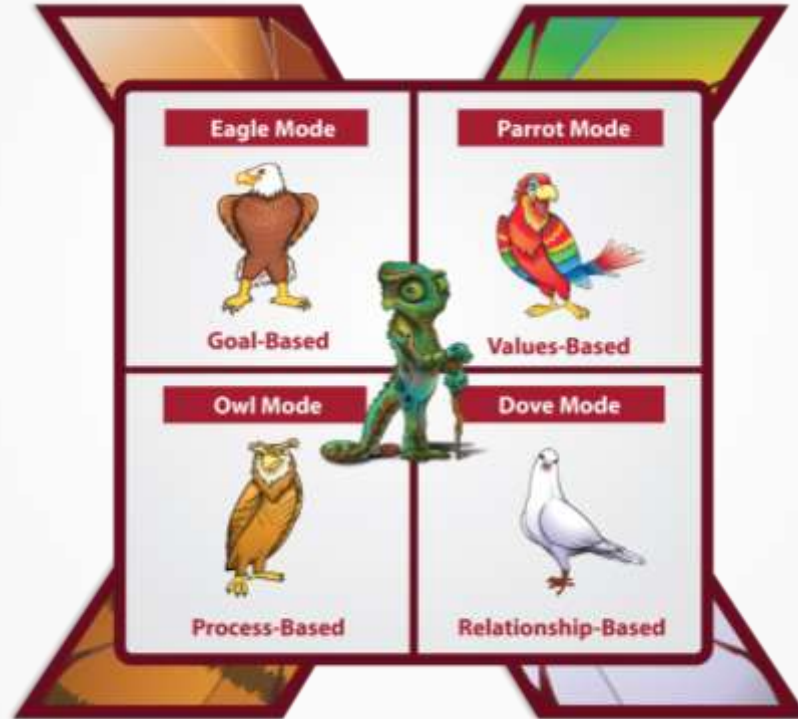 Eagle Mode
Parrot Mode
Goal-Based
Values-Based
Owl Mode
Dove Mode
Process-Based
Relationship-Based